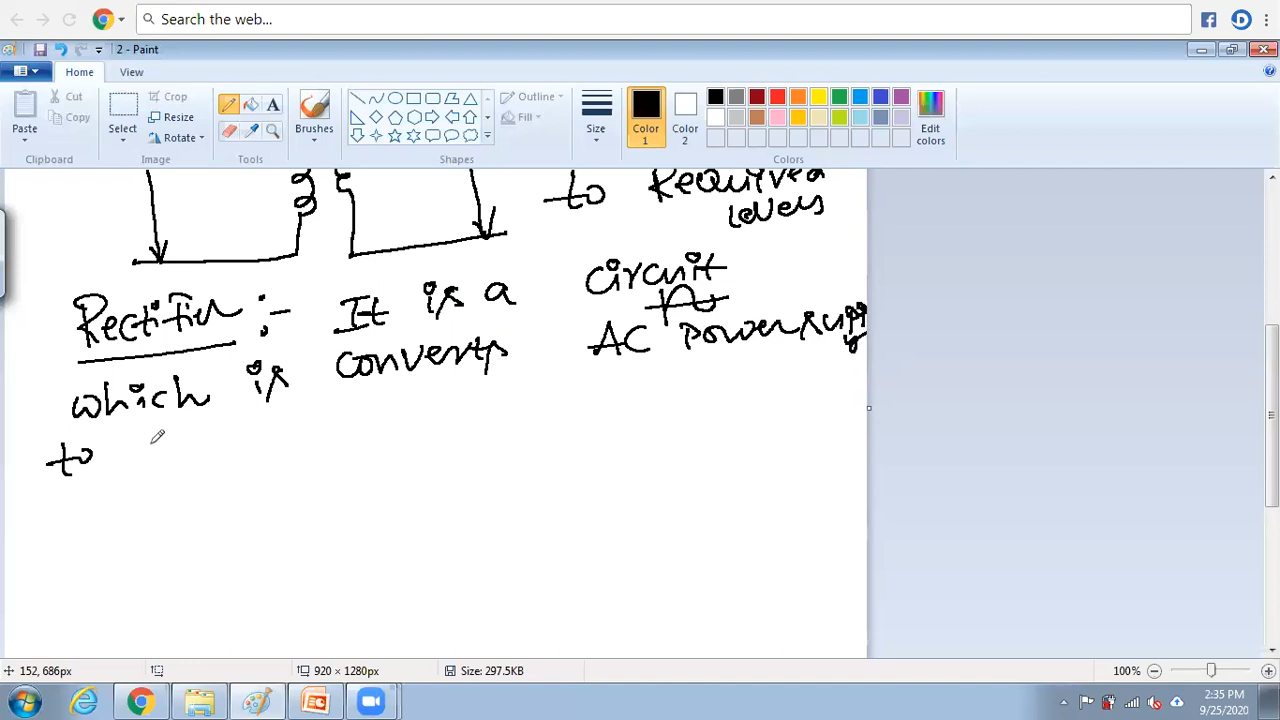 Search the web...
2 - Paint
Home View
Paste
Cut
Copy
Select
Crop
Resize
Rotate
Brushes
Outline
Fill
Size
Color 1
Color 2
Edit colors
Clipboard
Image
Tools
Shapes
Colors
to Required
levels
Rectifier :- It is a circuit
which is converts AC Power supply
to
152, 686px
920 × 1280px
Size: 297.5KB
100%
2:35 PM
9/25/2020